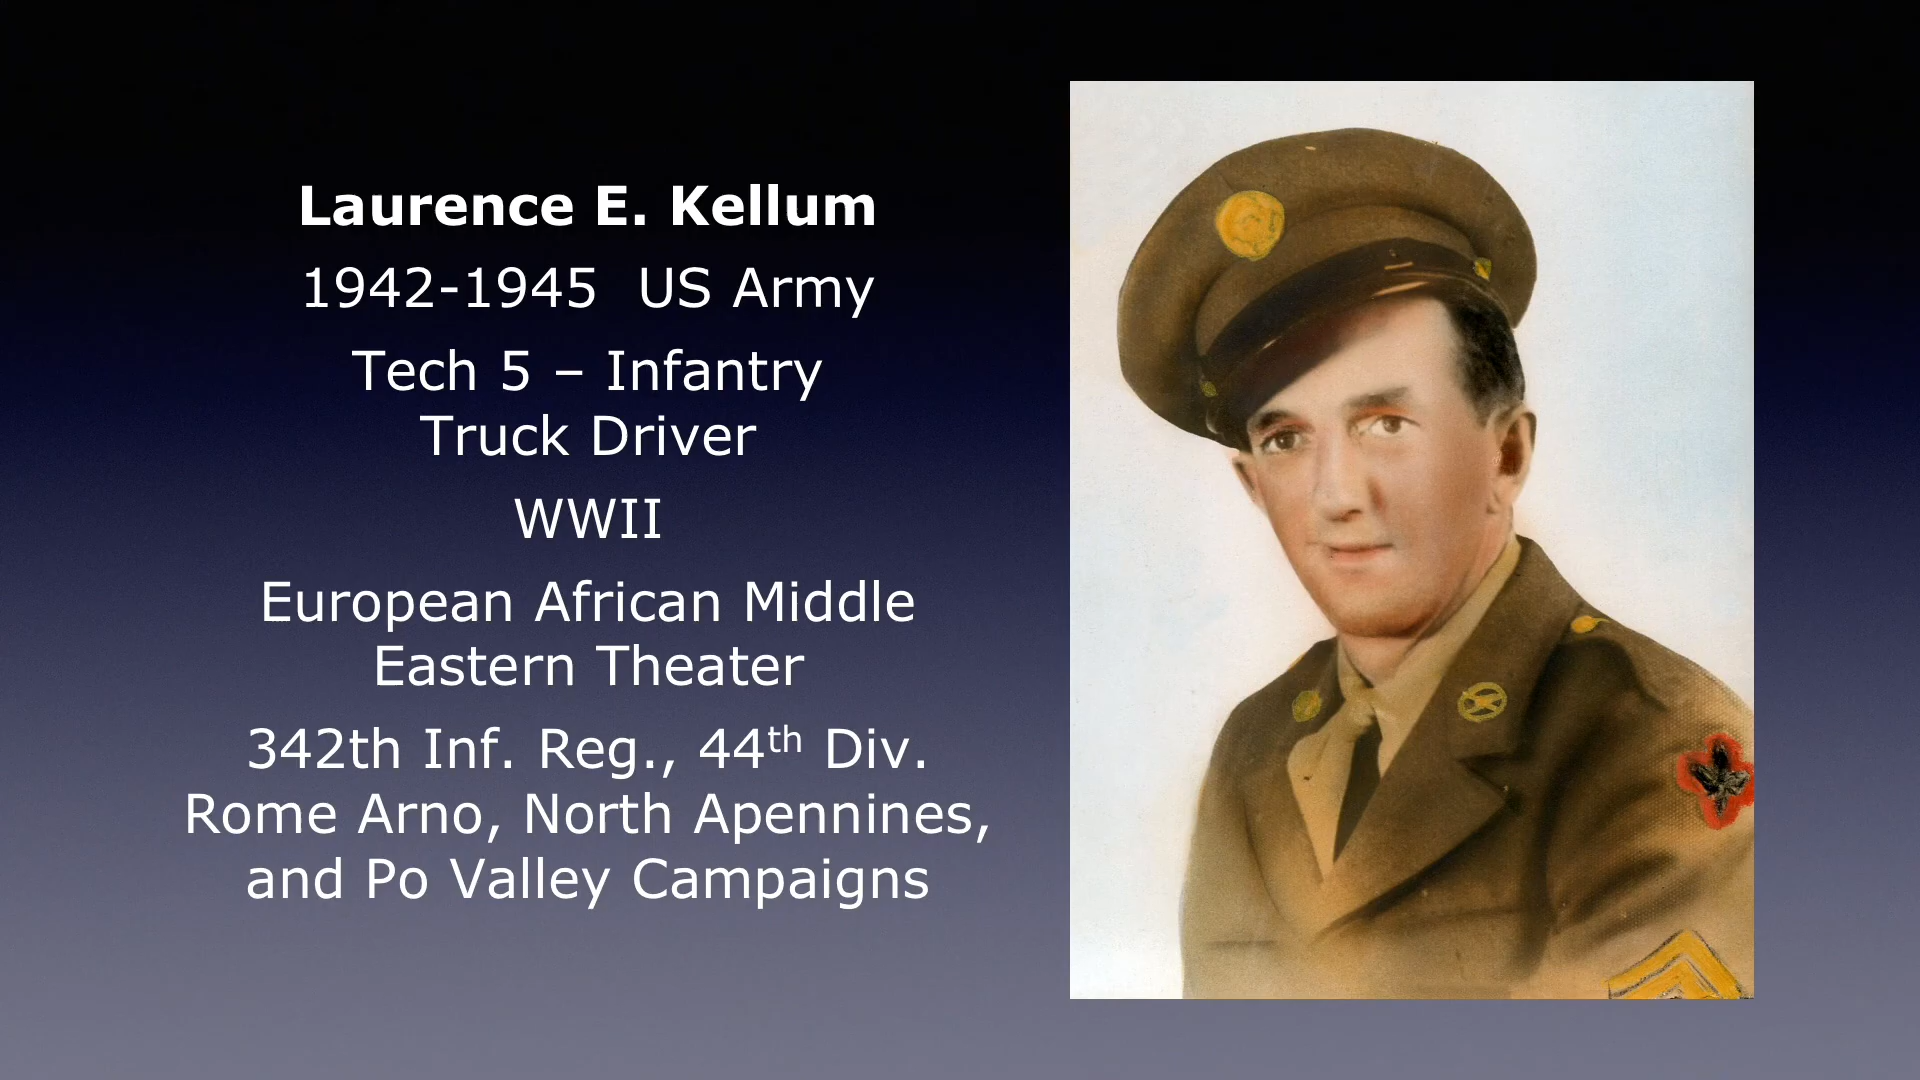 Laurence E. Kellum
1942-1945 US Army
Tech 5 – Infantry
Truck Driver
WWII
European African Middle
Eastern Theater
342th Inf. Reg., 44th Div.
Rome Arno, North Apennines,
and Po Valley Campaigns